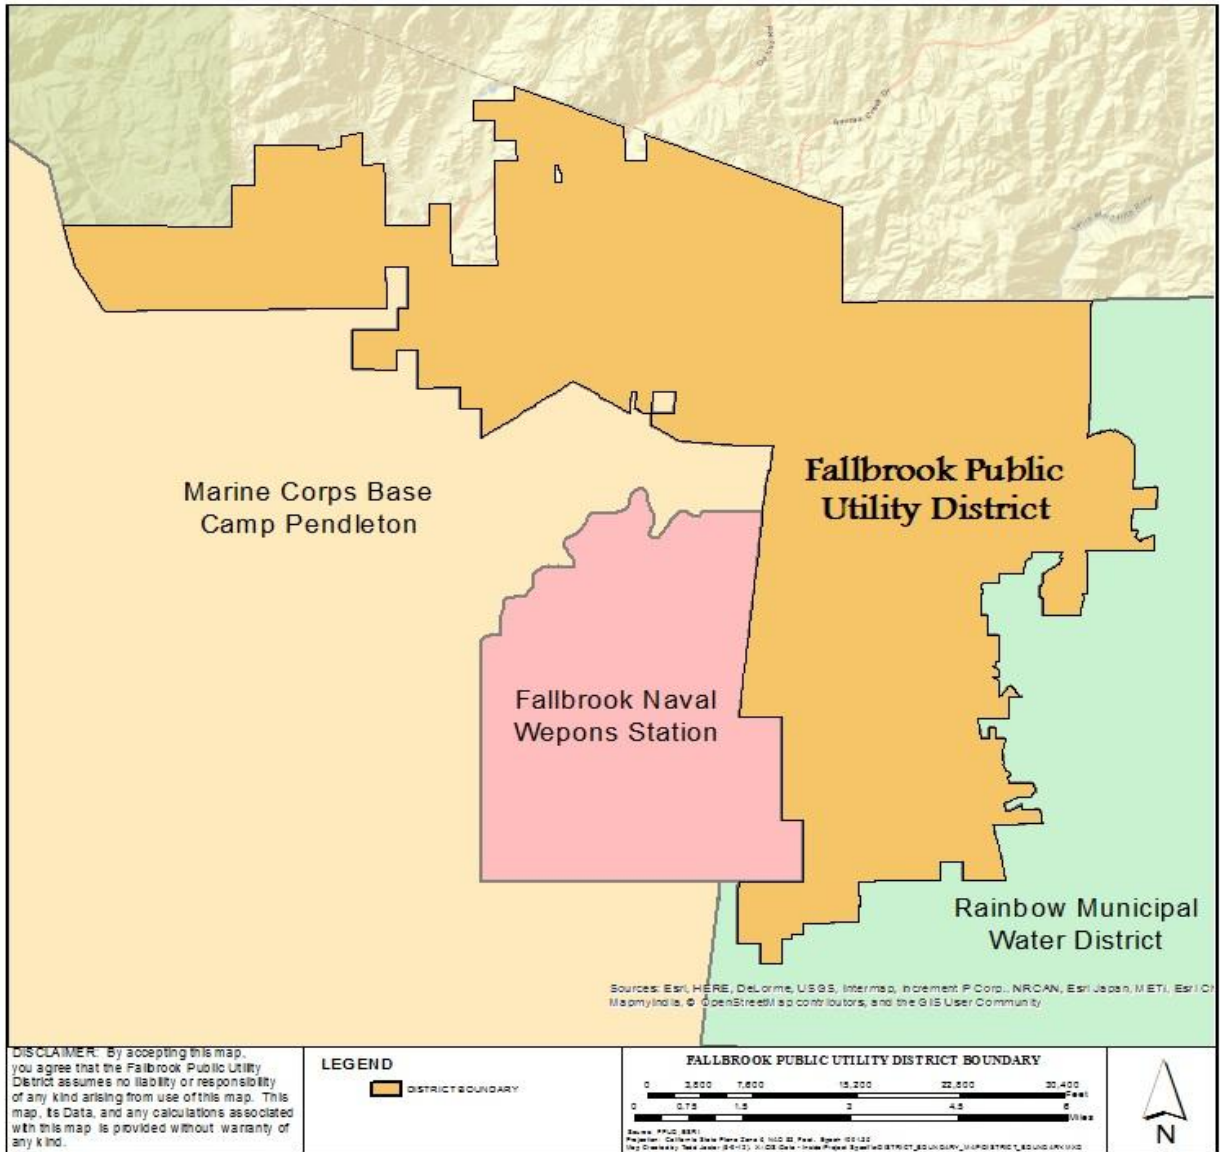 Marine Corps Base
Camp Pendleton
Fallbrook Public
Utility District
Fallbrook Naval
Wepons Station
Rainbow Municipal
Water District
Sources: Esri, HERE, DeLorme, USGS, Intermap, increment P Corp., NRCAN, Esri Japan, METI, Esri Ch
MapmyIndia, © OpenStreetMap contributors, and the GIS User Community
DISCLAIMER: By accepting this map,
you agree that the Fallbrook Public Utility
District assumes no liability or responsibility
of any kind arising from use of this map. This
map, its Data, and any calculations associated
with this map is provided without warranty of
any kind.
LEGEND
DISTRICT BOUNDARY
FALLBROOK PUBLIC UTILITY DISTRICT BOUNDARY
0 3,800 7,600 15,200 22,800 30,400
Feet
0 0.75 1.5 3 4.5 6
Miles
Source: FPUD, ESRI
N